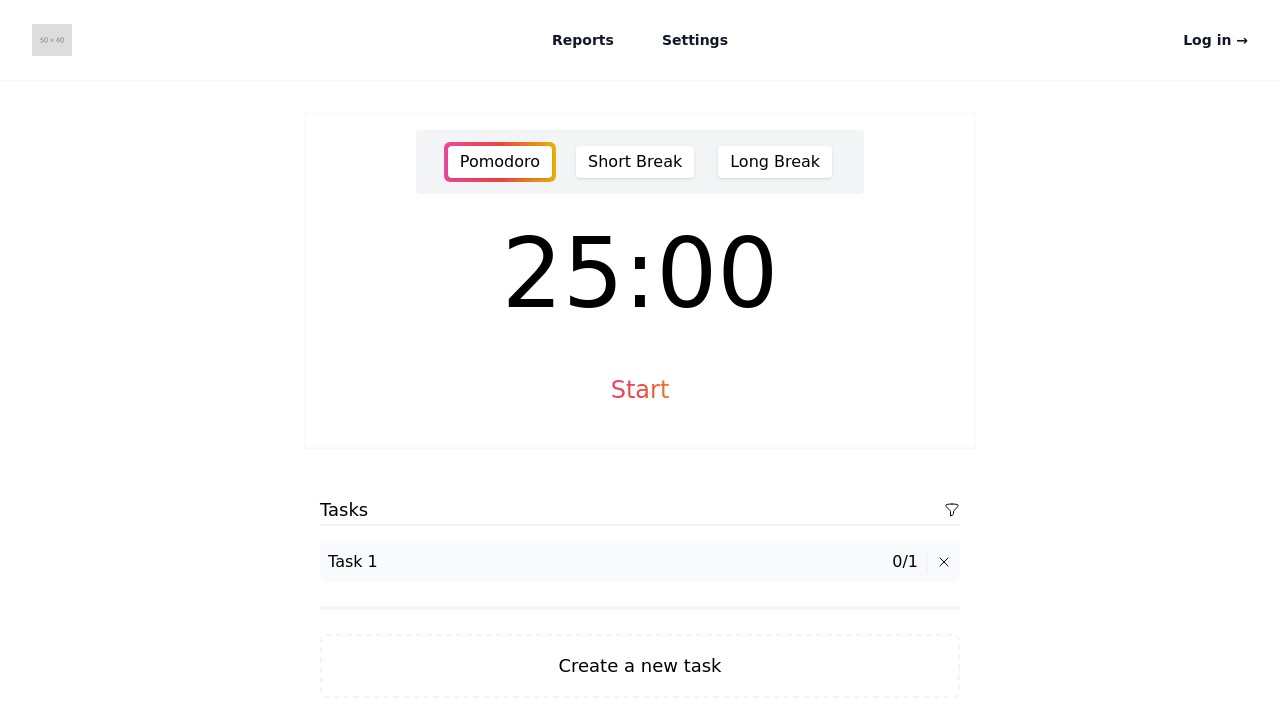 50 × 40
Reports Settings Log in →
Pomodoro Short Break Long Break
25:00
Start
Tasks
Task 1 0/1
Create a new task